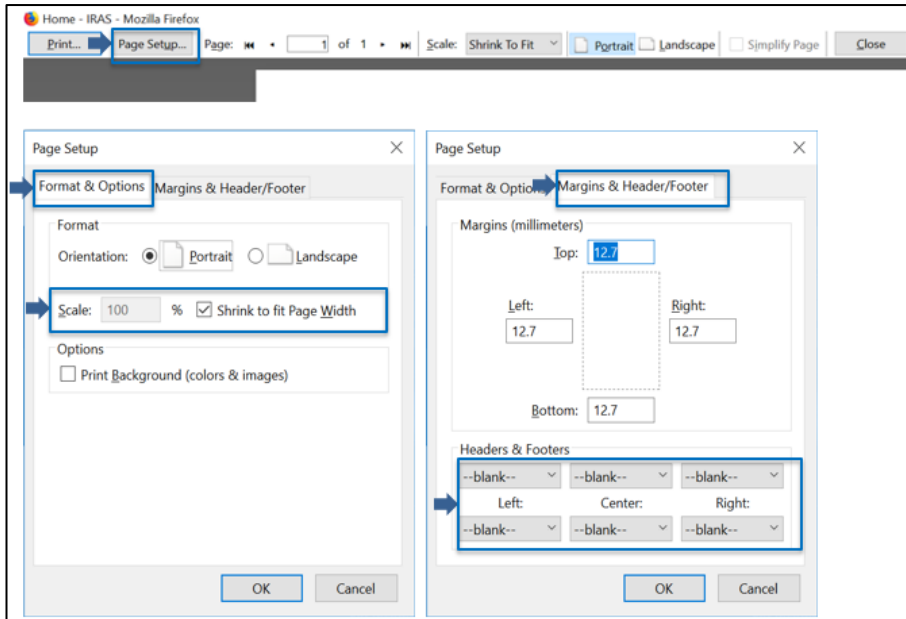 Home - IRAS - Mozilla Firefox
Print... Page Setup... Page: 1 of 1 Scale: Shrink To Fit Portrait Landscape Simplify Page Close
Page Setup
Format & Options Margins & Header/Footer
Format
Orientation: Portrait Landscape
Scale: 100 % Shrink to fit Page Width
Options
Print Background (colors & images)
OK Cancel
Page Setup
Format & Option Margins & Header/Footer
Margins (millimeters)
Top: 12.7
Left: Right:
12.7 12.7
Bottom: 12.7
Headers & Footers
--blank-- --blank-- --blank--
Left: Center: Right:
--blank-- --blank-- --blank--
OK Cancel